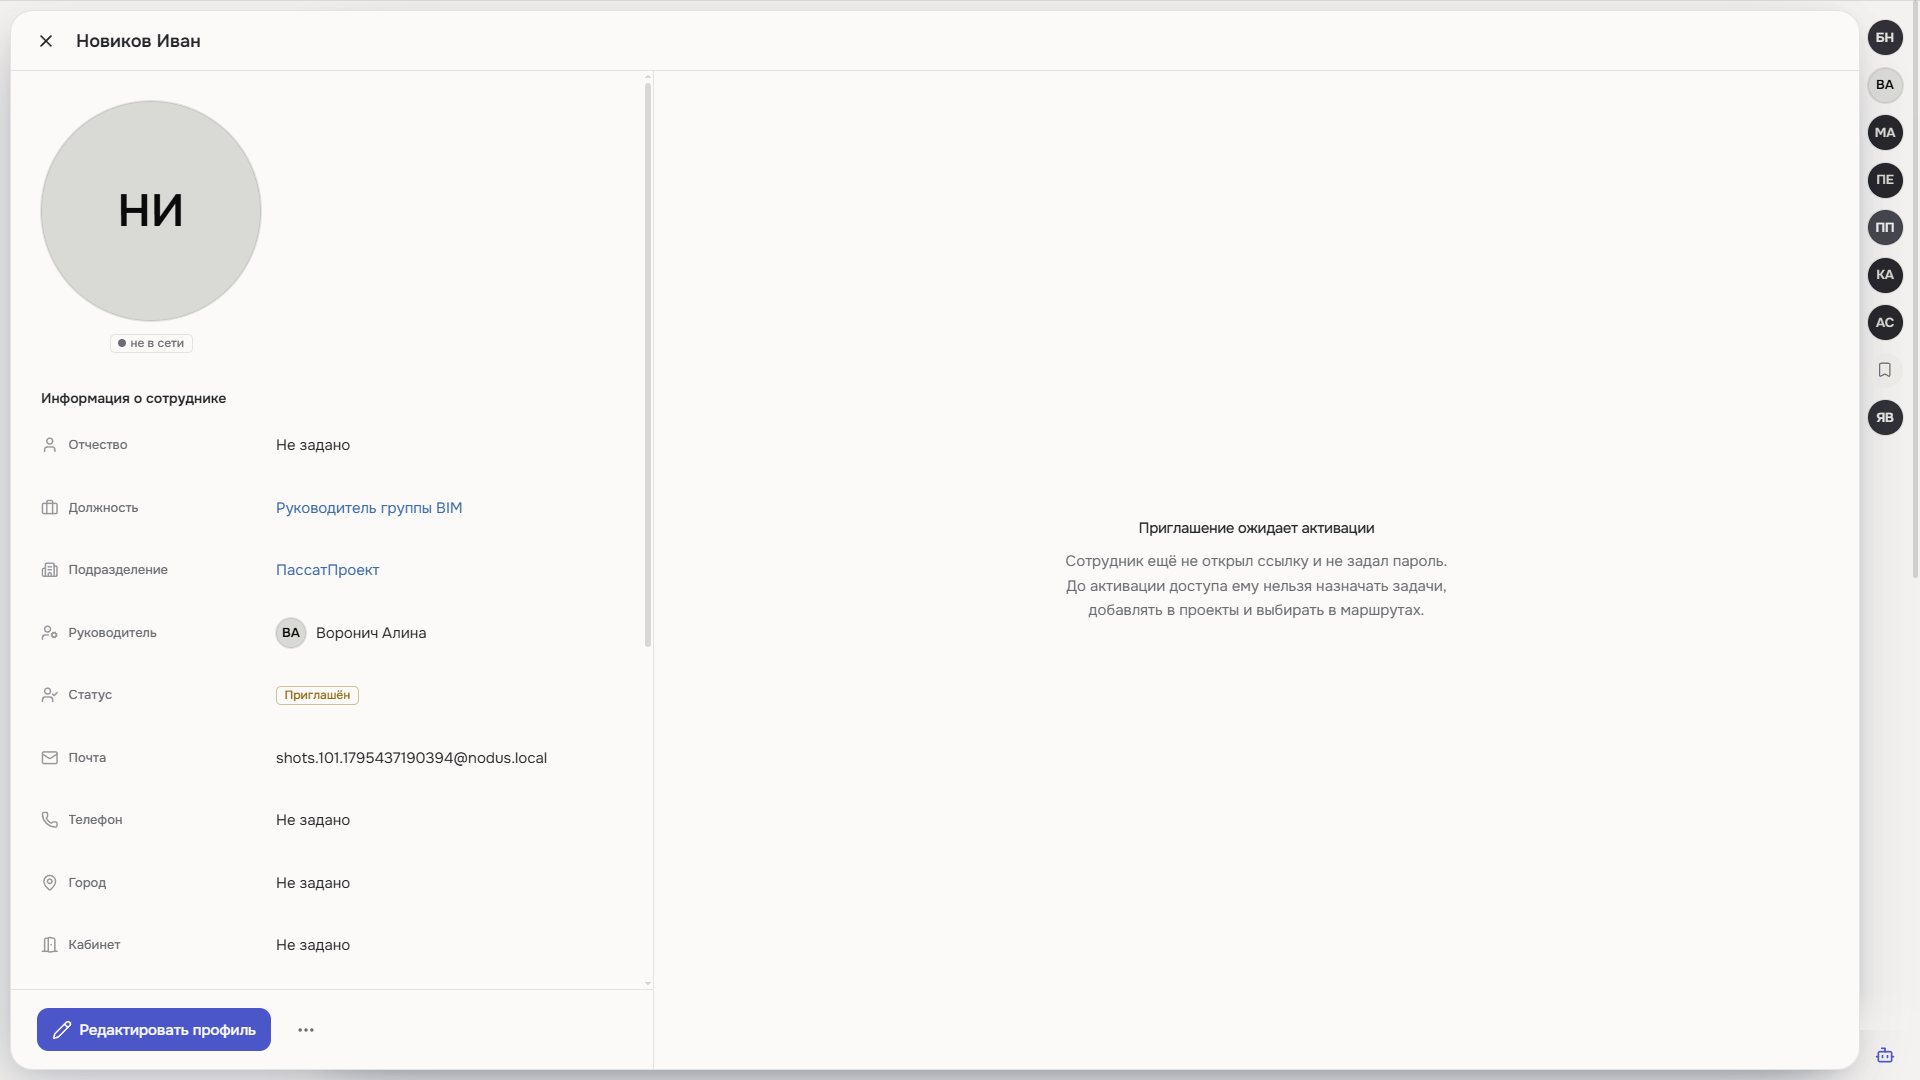 Новиков Иван
НИ
не в сети
Информация о сотруднике
Отчество
Не задано
Должность
Руководитель группы BIM
Подразделение
ПассатПроект
Руководитель
ВА Воронич Алина
Статус
Приглашён
Почта
shots.101.1795437190394@nodus.local
Телефон
Не задано
Город
Не задано
Кабинет
Не задано
Редактировать профиль
Приглашение ожидает активации
Сотрудник ещё не открыл ссылку и не задал пароль.
До активации доступа ему нельзя назначать задачи,
добавлять в проекты и выбирать в маршрутах.
БН
ВА
МА
ПЕ
ПП
КА
АС
ЯВ